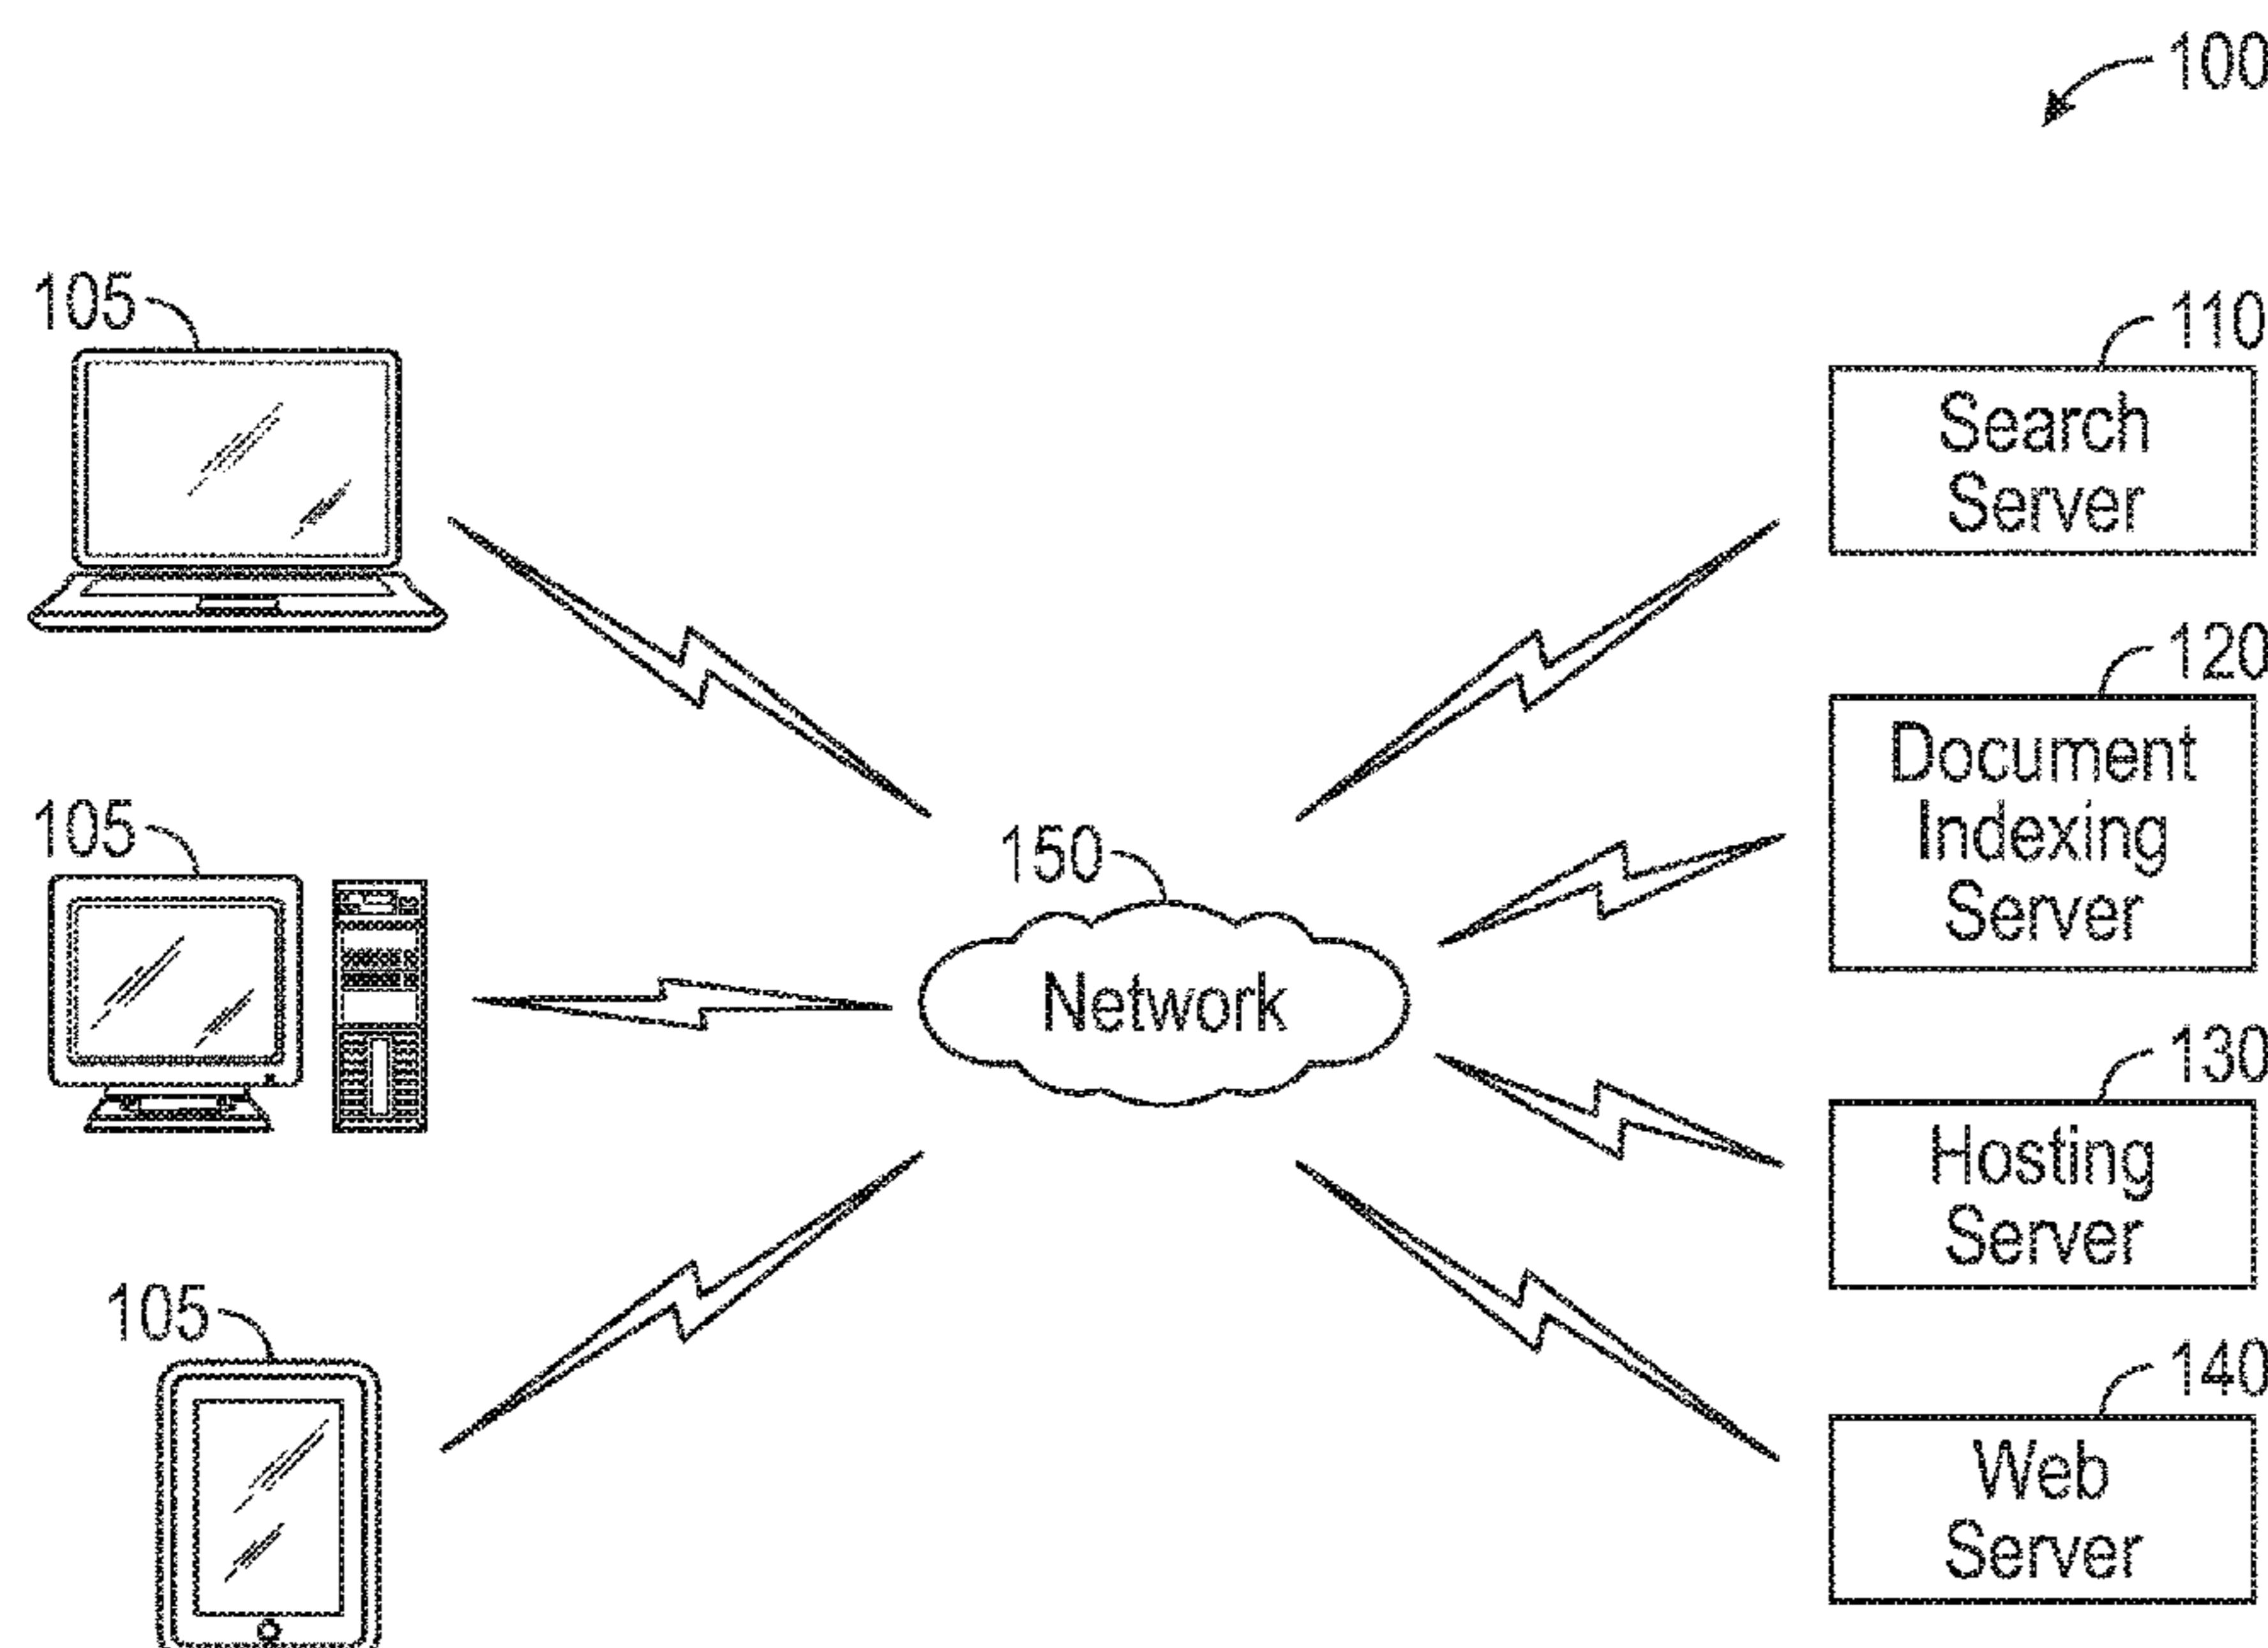 100
105
110
Search
Server
120
Document
Indexing
Server
105
150
Network
130
Hosting
Server
105
140
Web
Server